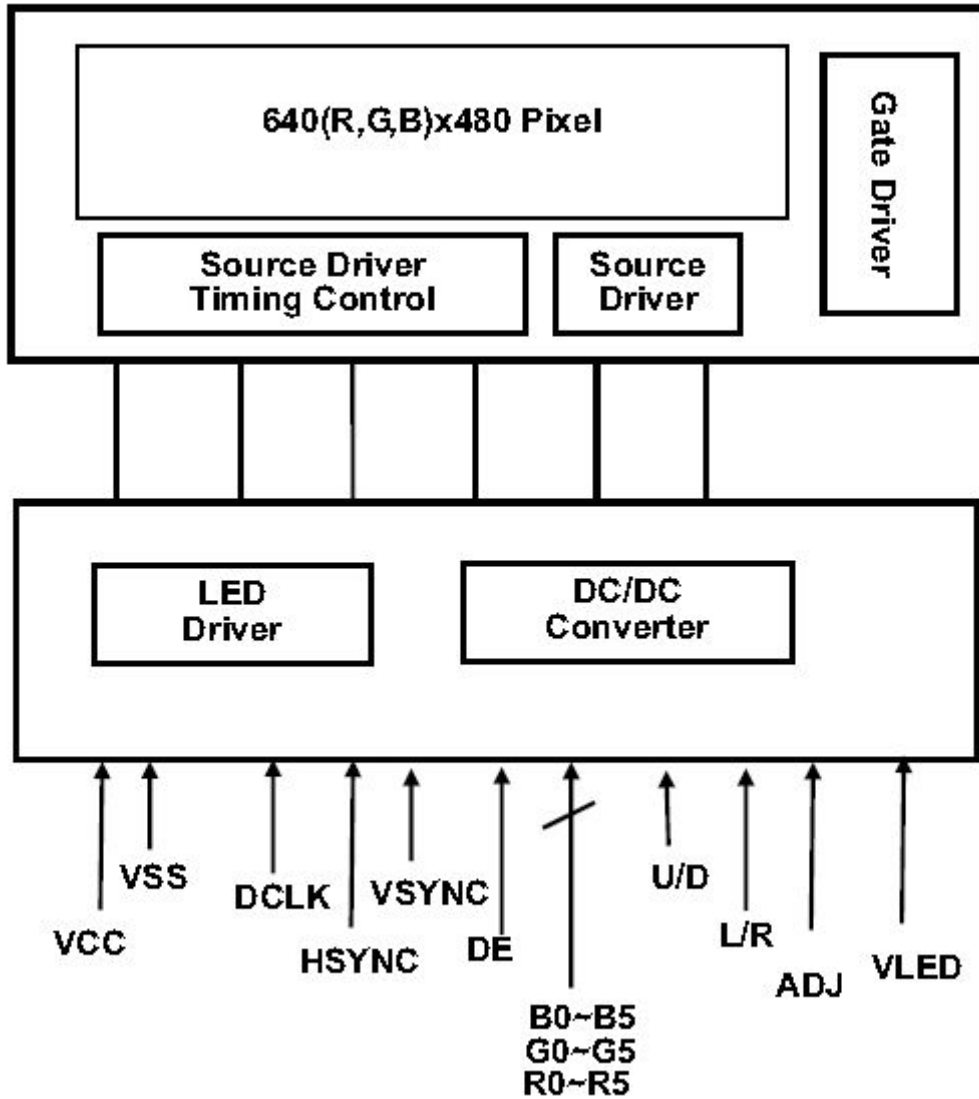 640(R,G,B)x480 Pixel
Gate Driver
Source Driver
Timing Control
Source
Driver
LED
Driver
DC/DC
Converter
VCC
VSS
DCLK
HSYNC
VSYNC
DE
B0~B5
G0~G5
R0~R5
U/D
L/R
ADJ
VLED